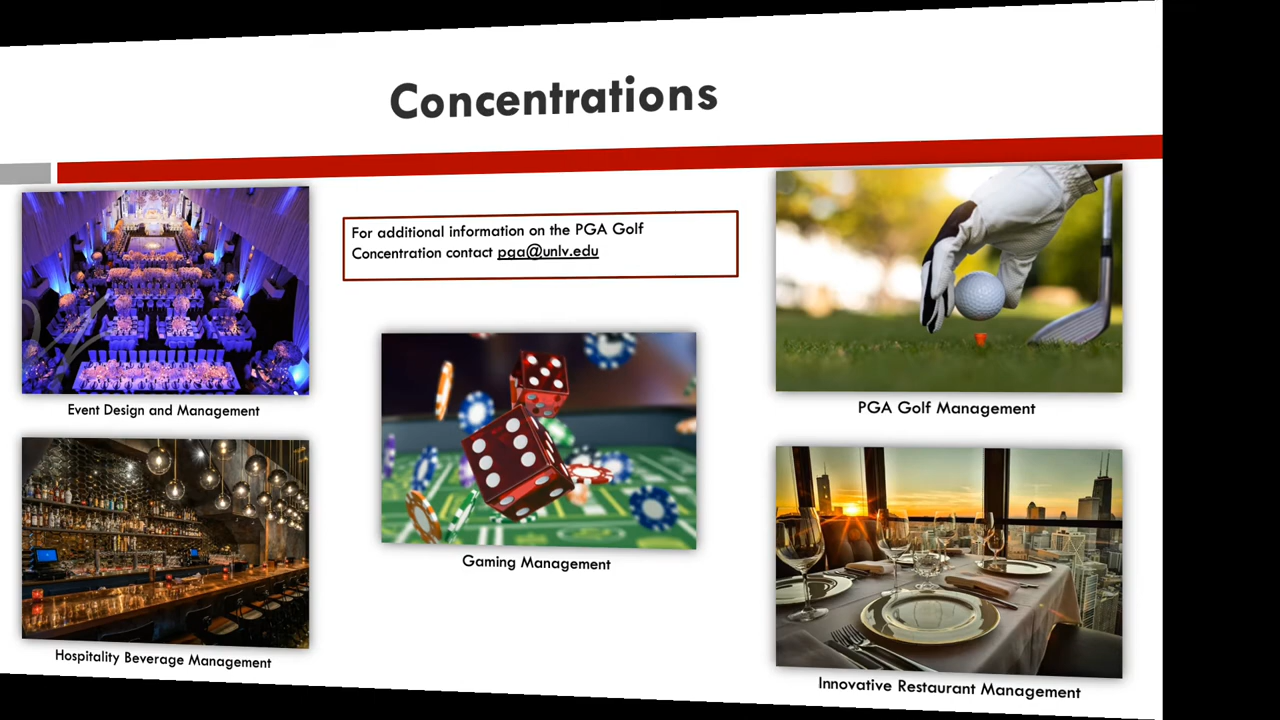 Concentrations
For additional information on the PGA Golf
Concentration contact pga@unlv.edu
Event Design and Management
PGA Golf Management
Gaming Management
Hospitality Beverage Management
Innovative Restaurant Management